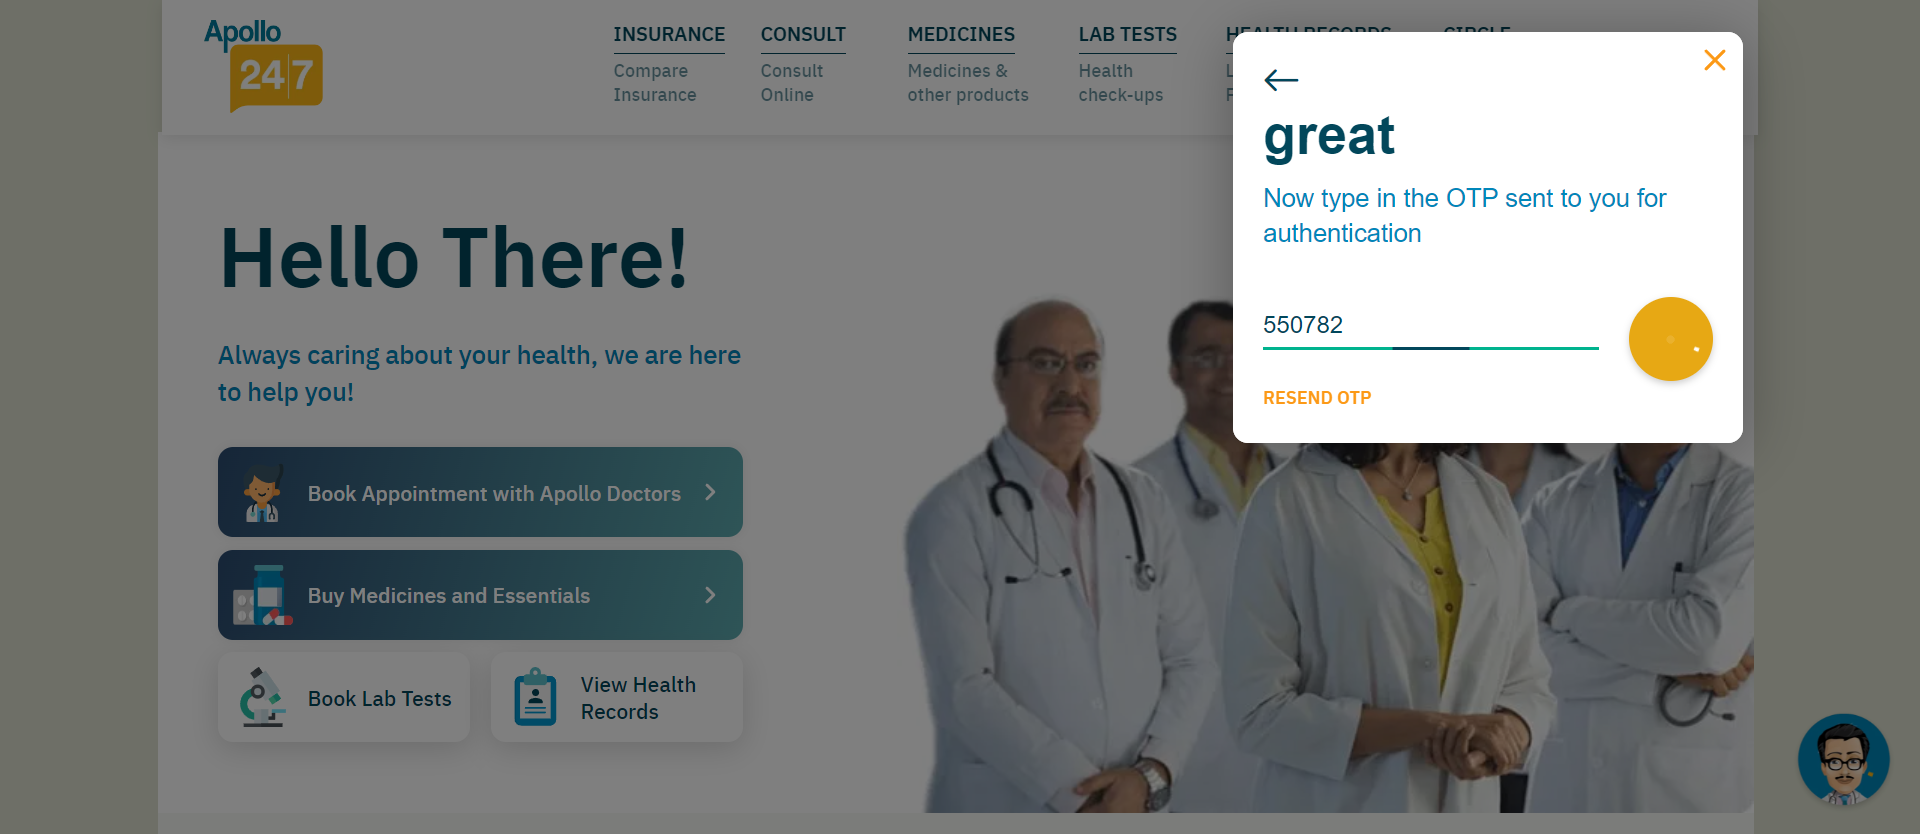 Apollo
24|7
INSURANCE
Compare
Insurance
CONSULT
Consult
Online
MEDICINES
Medicines &
other products
LAB TESTS
Health
check-ups
HEALTH RECORDS
CIRCLE
great
Now type in the OTP sent to you for
authentication
550782
RESEND OTP
Hello There!
Always caring about your health, we are here
to help you!
Book Appointment with Apollo Doctors
Buy Medicines and Essentials
Book Lab Tests
View Health
Records